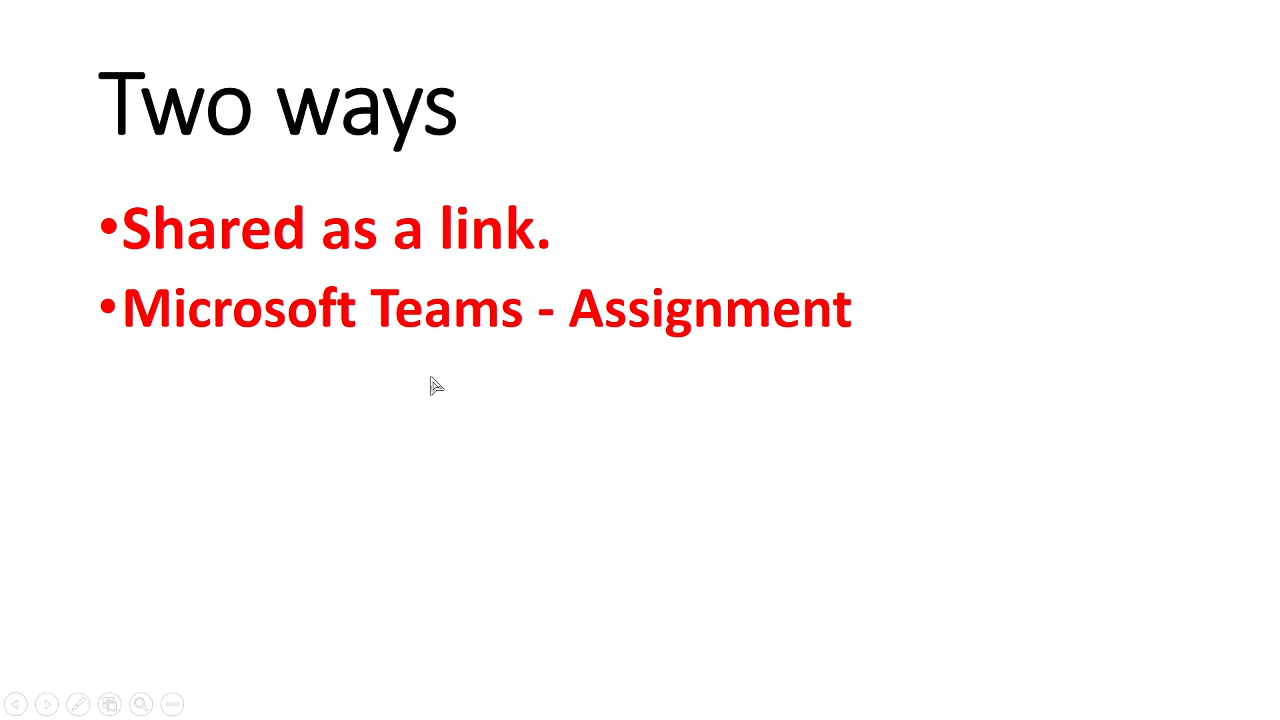 Two ways
•Shared as a link.
•Microsoft Teams - Assignment